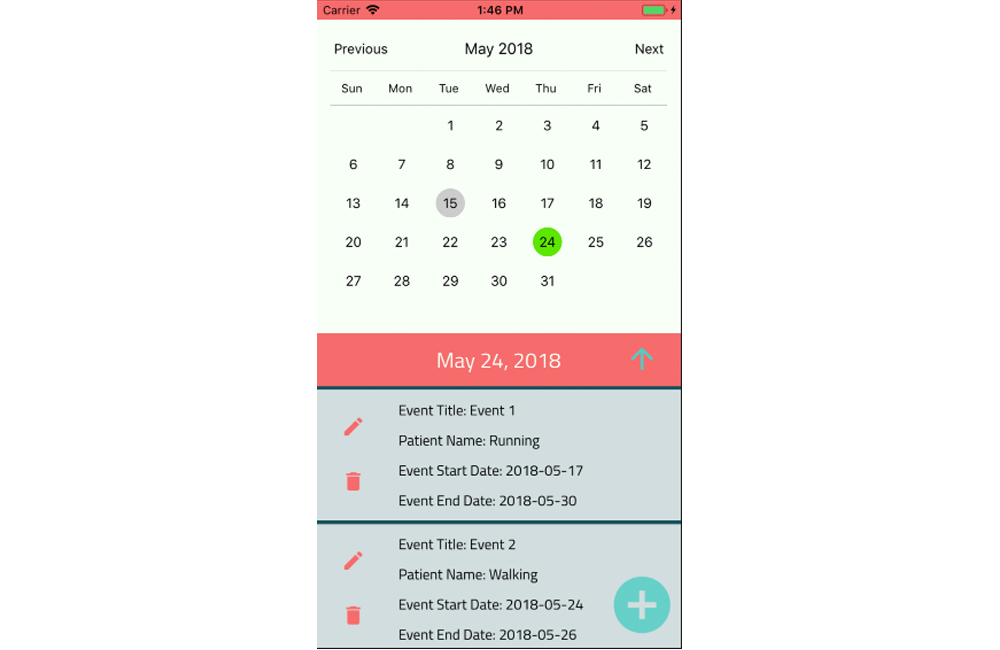 Carrier 1:46 PM
Previous May 2018 Next
Sun Mon Tue Wed Thu Fri Sat
1 2 3 4 5
6 7 8 9 10 11 12
13 14 15 16 17 18 19
20 21 22 23 24 25 26
27 28 29 30 31
May 24, 2018
Event Title: Event 1
Patient Name: Running
Event Start Date: 2018-05-17
Event End Date: 2018-05-30
Event Title: Event 2
Patient Name: Walking
Event Start Date: 2018-05-24
Event End Date: 2018-05-26